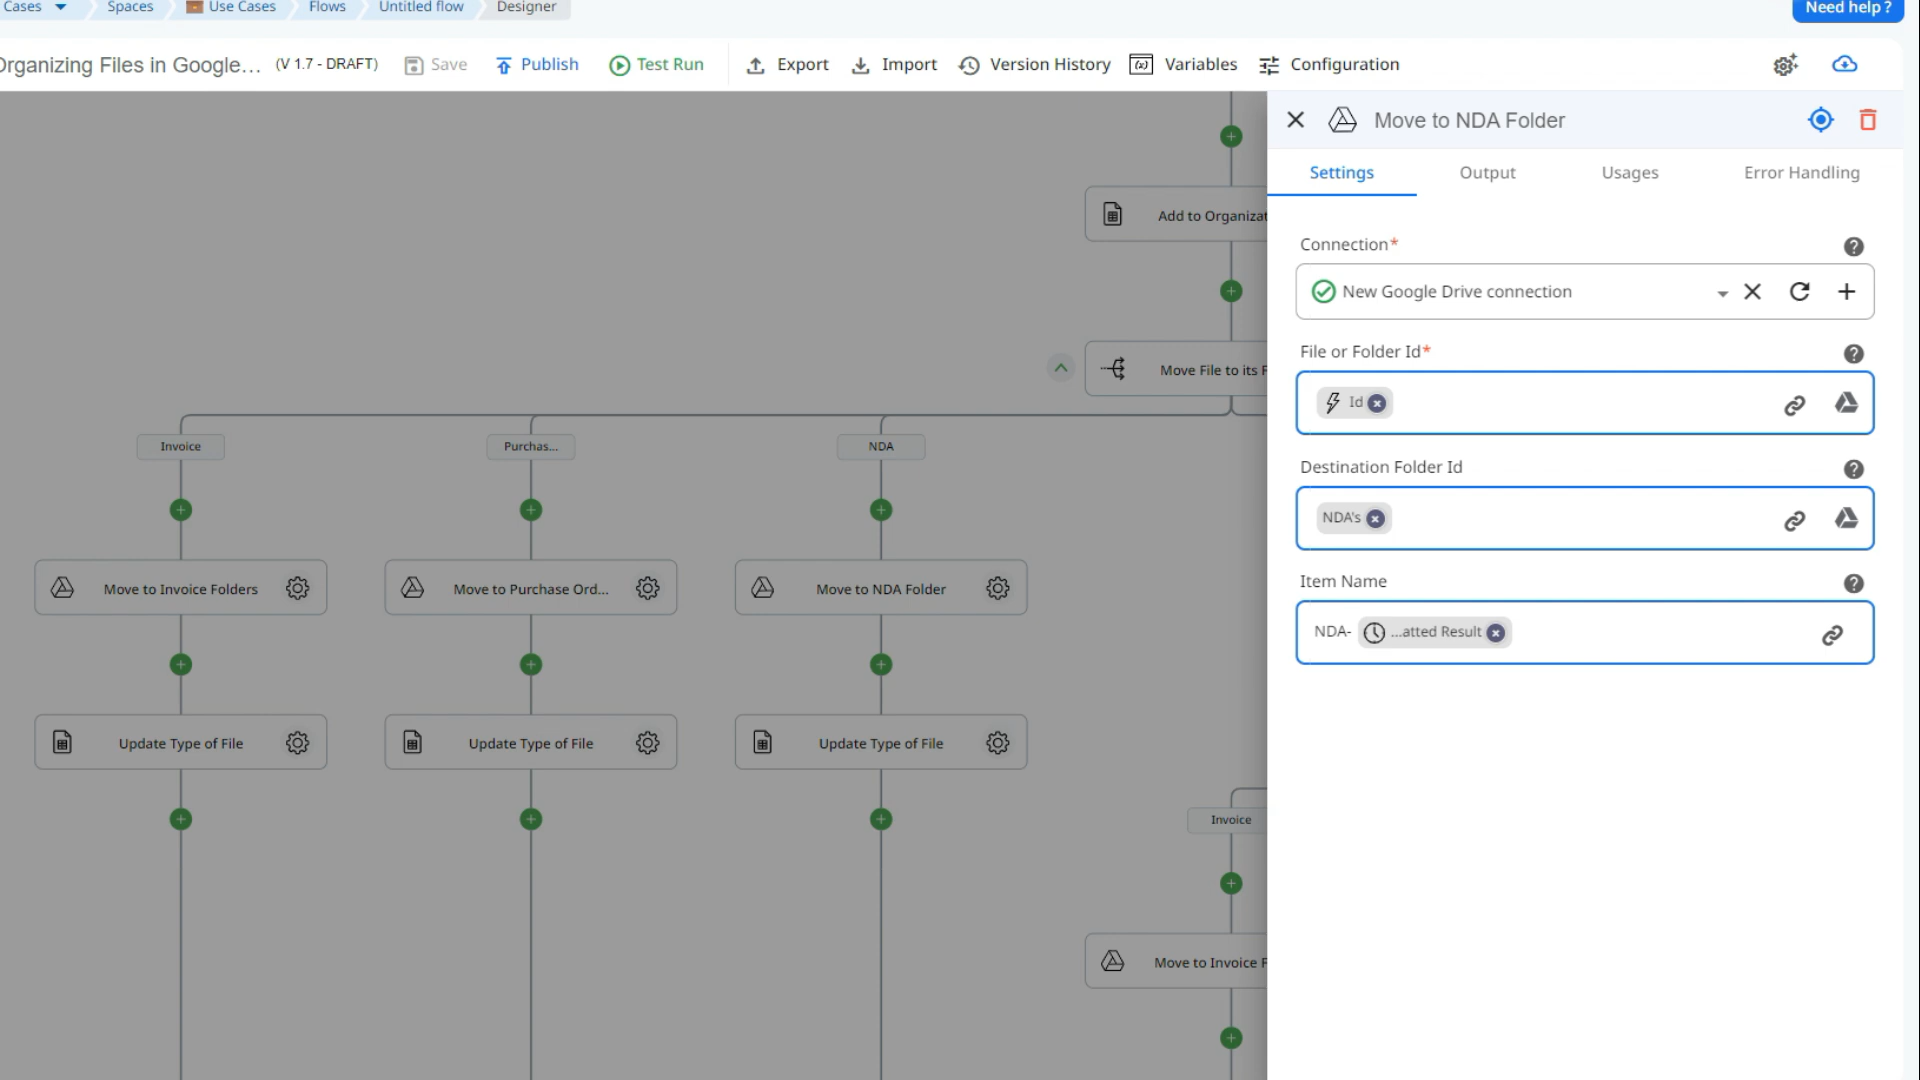 Cases
Spaces
Use Cases
Flows
Untitled flow
Designer
Need help ?
Organizing Files in Google...
(V 1.7 - DRAFT)
Save
Publish
Test Run
Export
Import
Version History
Variables
Configuration
Move to NDA Folder
Settings
Output
Usages
Error Handling
Add to Organizat
Connection*
New Google Drive connection
File or Folder Id*
Move File to its F
Id
Invoice
Purchas...
NDA
Destination Folder Id
NDA's
Item Name
Move to Invoice Folders
Move to Purchase Ord...
Move to NDA Folder
NDA- ...atted Result
Update Type of File
Update Type of File
Update Type of File
Invoice
Move to Invoice F